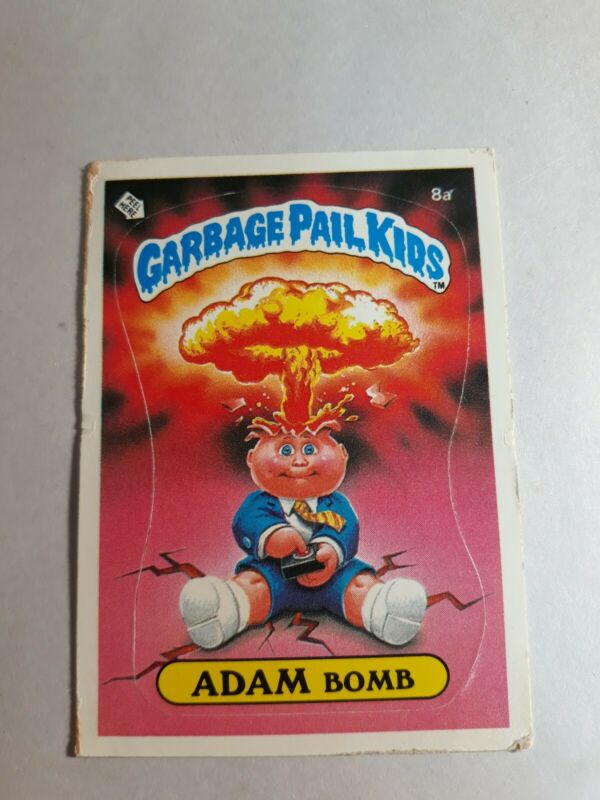 PEEL
HERE
8a
GARBAGE PAIL KIDS
TM
ADAM BOMB